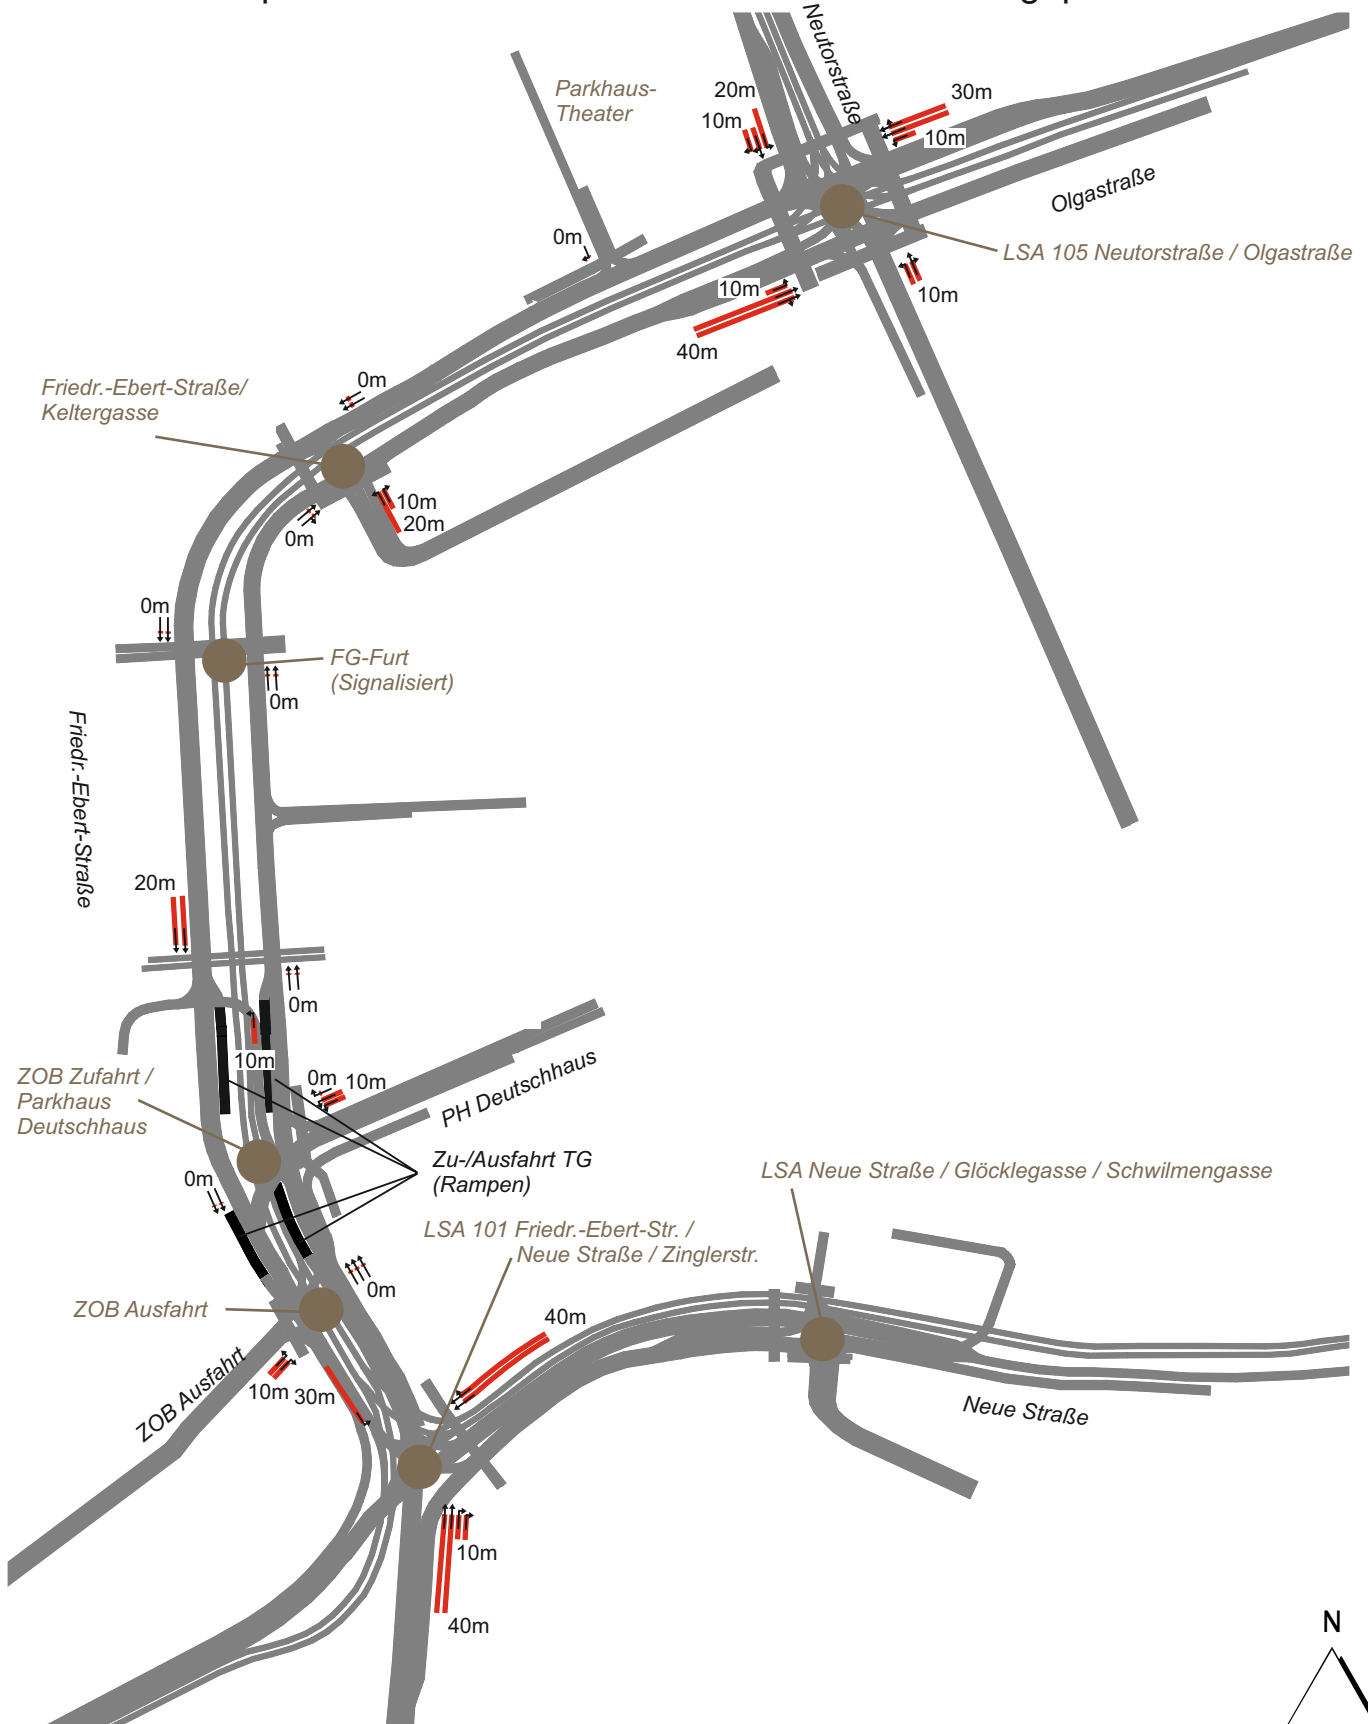 Neutorstraße
Parkhaus-
Theater
20m
10m
30m
10m
Olgastraße
0m
LSA 105 Neutorstraße / Olgastraße
10m
10m
40m
0m
Friedr.-Ebert-Straße/
Keltergasse
10m
20m
0m
0m
FG-Furt
(Signalisiert)
0m
Friedr.-Ebert-Straße
20m
0m
10m
ZOB Zufahrt /
Parkhaus
Deutschhaus
0m
10m
PH Deutschhaus
Zu-/Ausfahrt TG
(Rampen)
0m
LSA Neue Straße / Glöcklegasse / Schwilmengasse
LSA 101 Friedr.-Ebert-Str. /
Neue Straße / Zinglerstr.
0m
ZOB Ausfahrt
40m
ZOB Ausfahrt
10m
30m
Neue Straße
10m
40m
N